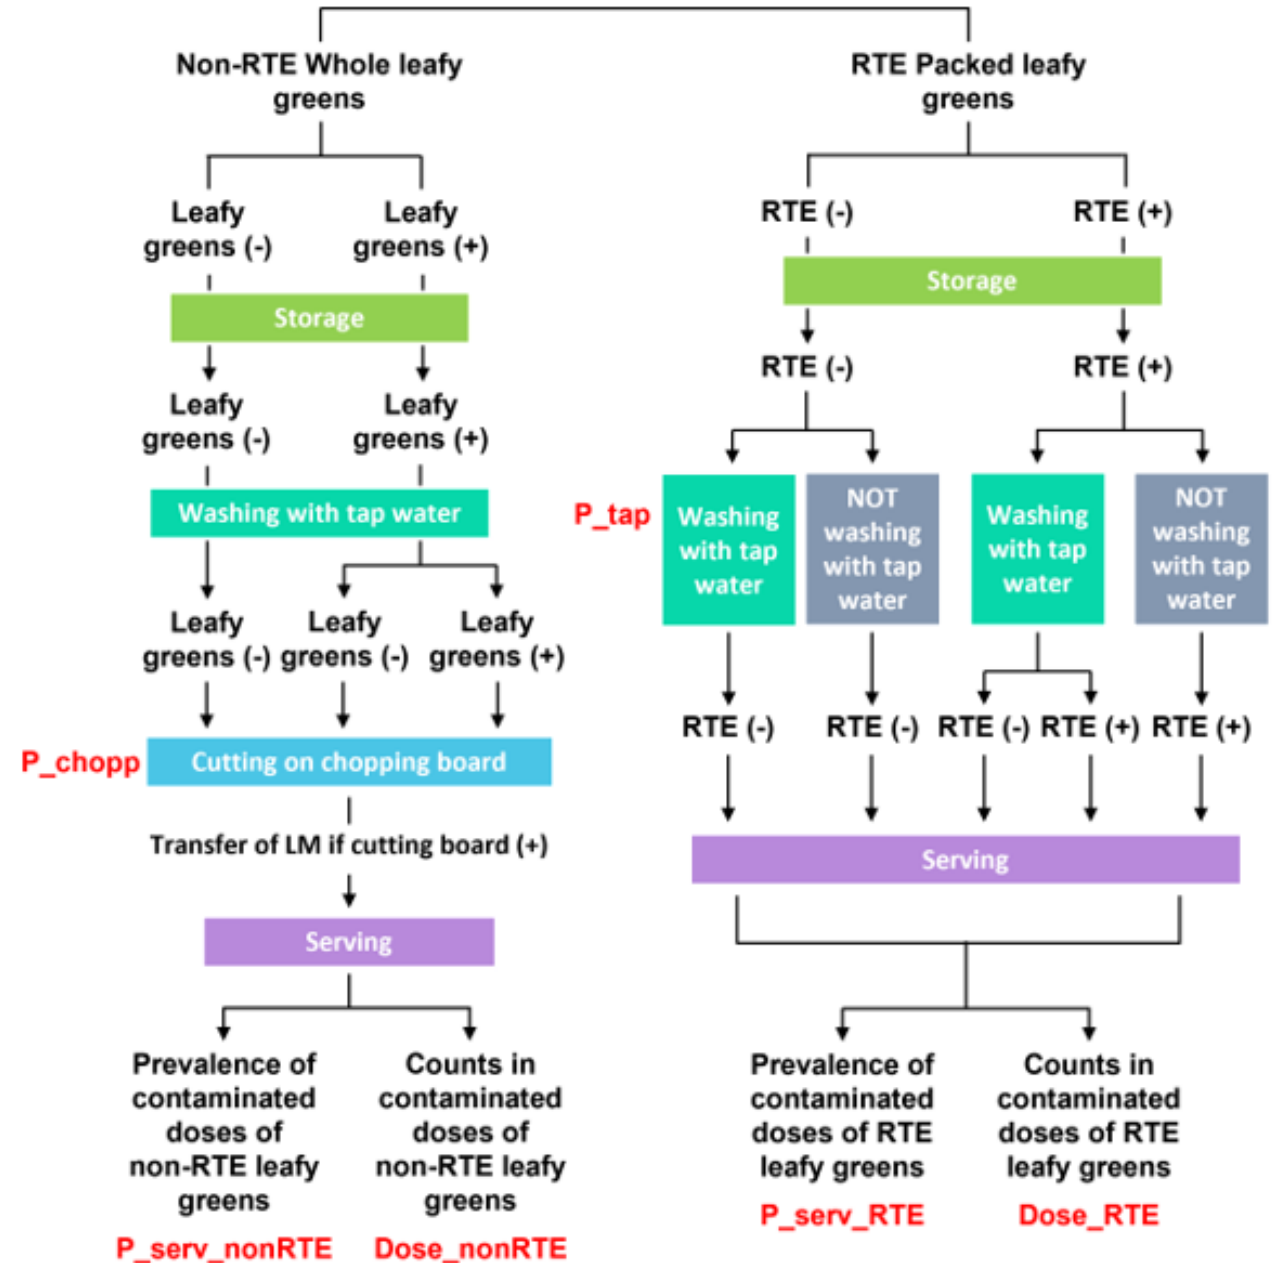 Non-RTE Whole leafy
greens
Leafy
greens (-)
Leafy
greens (+)
Storage
Leafy
greens (-)
Leafy
greens (+)
Washing with tap water
Leafy
greens (-)
Leafy
greens (-)
Leafy
greens (+)
P_chopp
Cutting on chopping board
Transfer of LM if cutting board (+)
Serving
Prevalence of
contaminated
doses of
non-RTE leafy
greens
P_serv_nonRTE
Counts in
contaminated
doses of
non-RTE leafy
greens
Dose_nonRTE
RTE Packed leafy
greens
RTE (-)
RTE (+)
Storage
RTE (-)
RTE (+)
P_tap
Washing
with tap
water
NOT
washing
with tap
water
Washing
with tap
water
NOT
washing
with tap
water
RTE (-)
RTE (-)
RTE (-)
RTE (+)
RTE (+)
Serving
Prevalence of
contaminated
doses of RTE
leafy greens
P_serv_RTE
Counts in
contaminated
doses of RTE
leafy greens
Dose_RTE